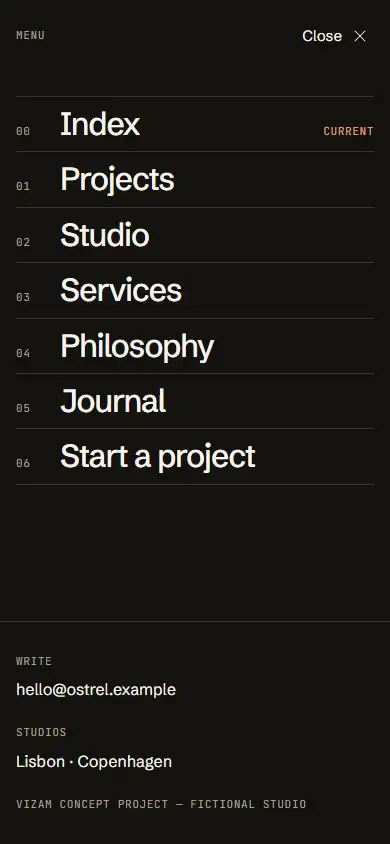 MENU
Close
00 Index CURRENT
01 Projects
02 Studio
03 Services
04 Philosophy
05 Journal
06 Start a project
WRITE
hello@ostrel.example
STUDIOS
Lisbon · Copenhagen
VIZAM CONCEPT PROJECT — FICTIONAL STUDIO